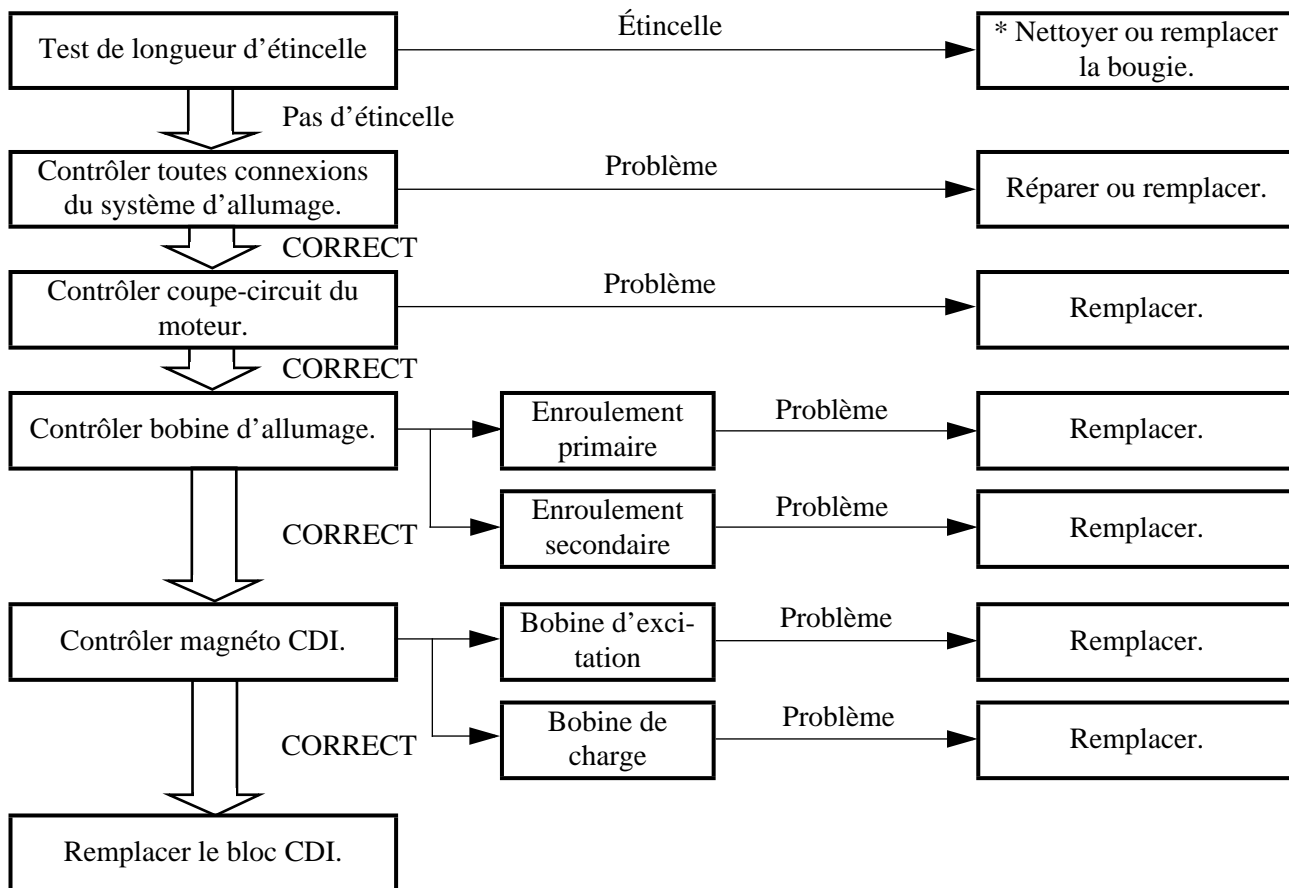 Test de longueur d’étincelle
Étincelle
* Nettoyer ou remplacer
la bougie.
Pas d’étincelle
Contrôler toutes connexions
du système d’allumage.
Problème
Réparer ou remplacer.
CORRECT
Contrôler coupe-circuit du
moteur.
Problème
Remplacer.
CORRECT
Contrôler bobine d’allumage.
Enroulement
primaire
Problème
Remplacer.
CORRECT
Enroulement
secondaire
Problème
Remplacer.
Contrôler magnéto CDI.
Bobine d’exci-
tation
Problème
Remplacer.
CORRECT
Bobine de
charge
Problème
Remplacer.
Remplacer le bloc CDI.